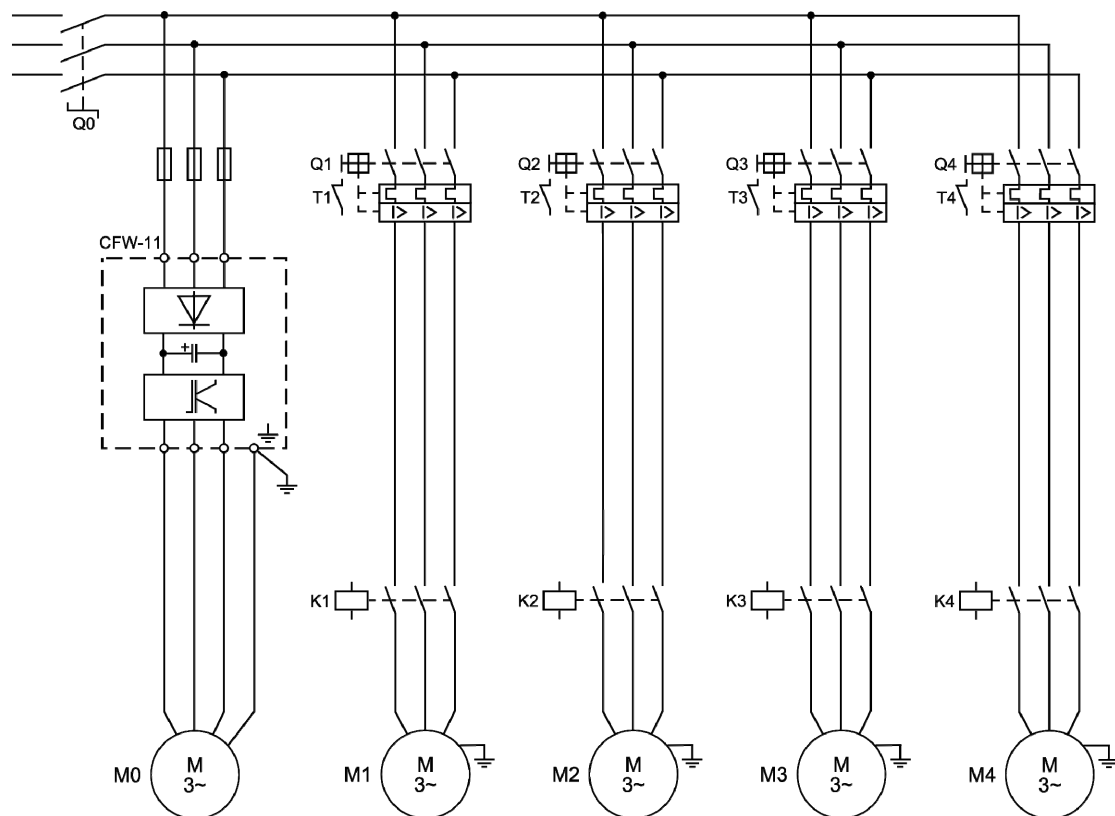 Q0
Q1
Q2
Q3
Q4
T1
T2
T3
T4
I> I> I>
I> I> I>
I> I> I>
I> I> I>
CFW-11
+
K1
K2
K3
K4
M0
M
3~
M1
M
3~
M2
M
3~
M3
M
3~
M4
M
3~